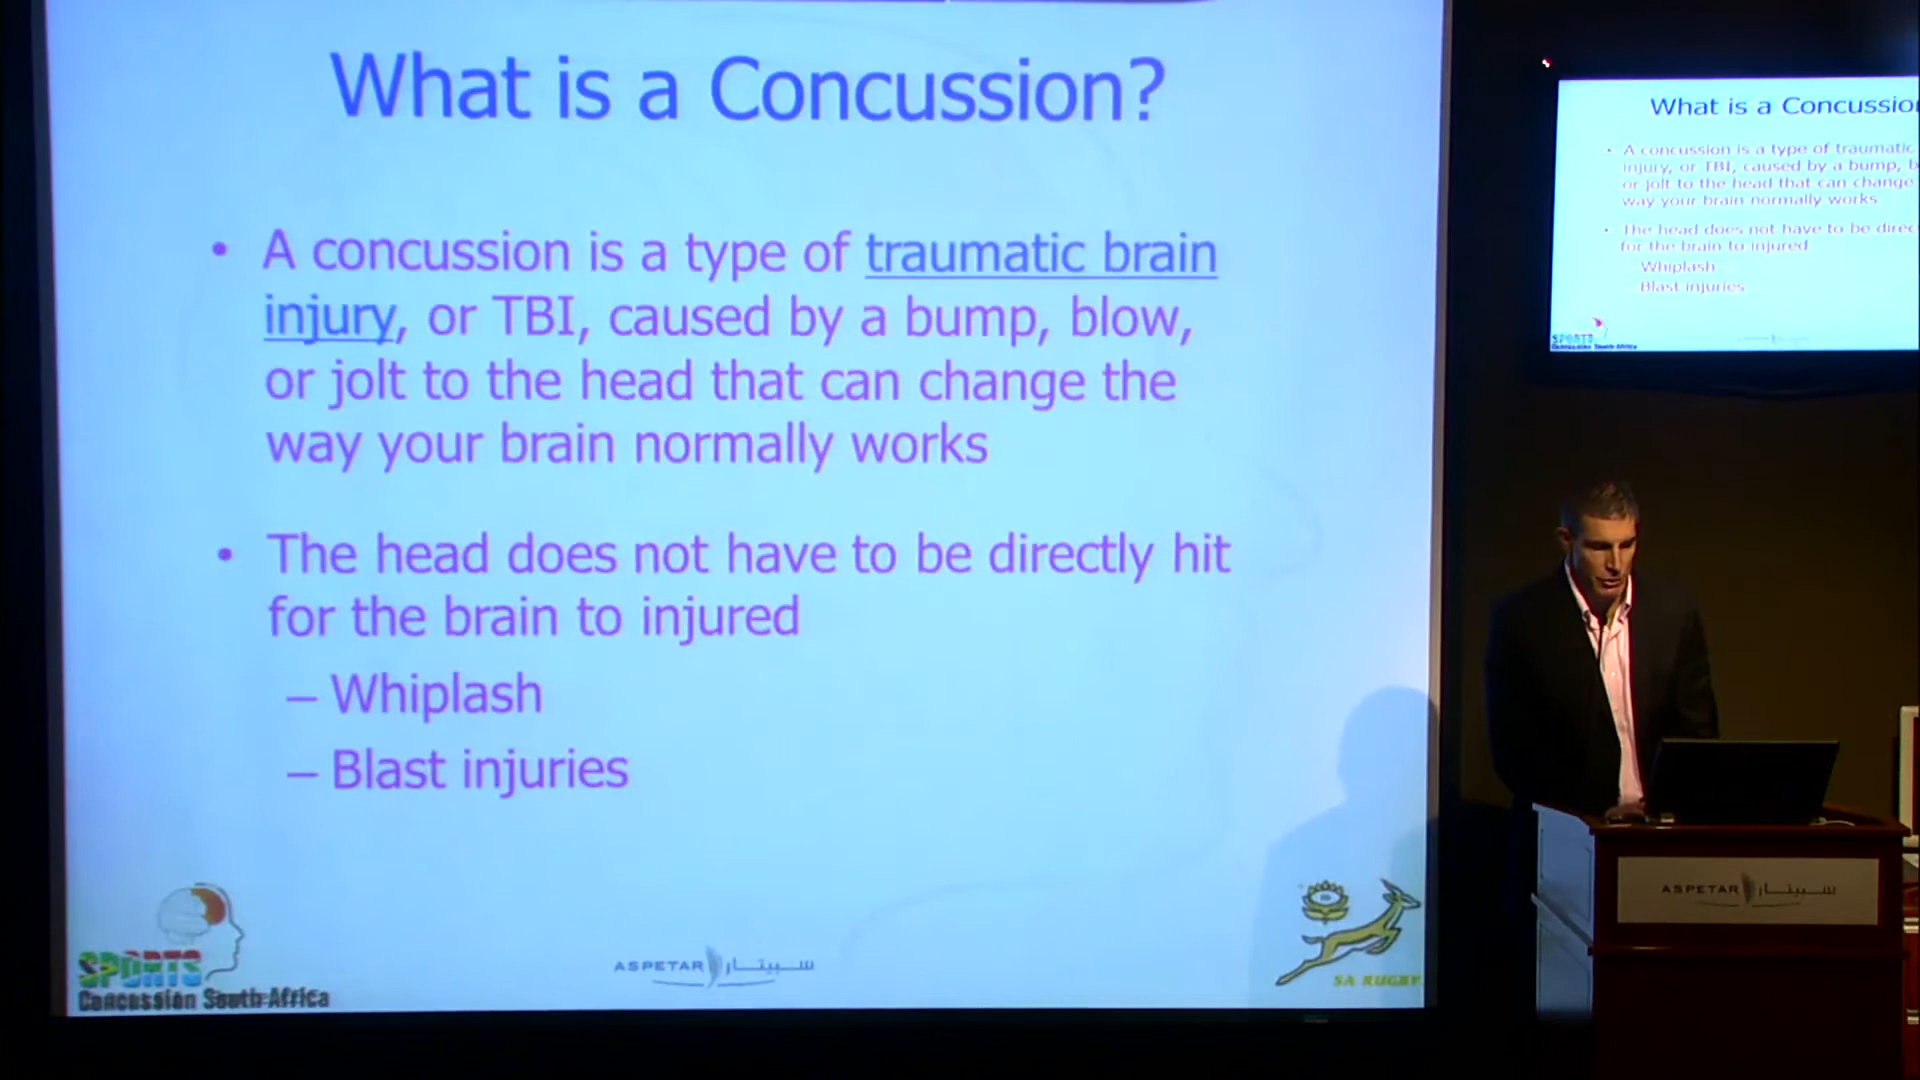 What is a Concussion?
• A concussion is a type of traumatic brain
injury, or TBI, caused by a bump, blow,
or jolt to the head that can change the
way your brain normally works
• The head does not have to be directly hit
for the brain to injured
– Whiplash
– Blast injuries
SPORTS
Concussion South Africa
ASPETAR سبيتار
SA RUGBY
What is a Concussio
• A concussion is a type of traumatic
injury, or TBI, caused by a bump, b
or jolt to the head that can change
way your brain normally works
• The head does not have to be direc
for the brain to injured
Whiplash
Blast injuries
SPORTS
Concussion South Africa
ASPETAR سبيتار